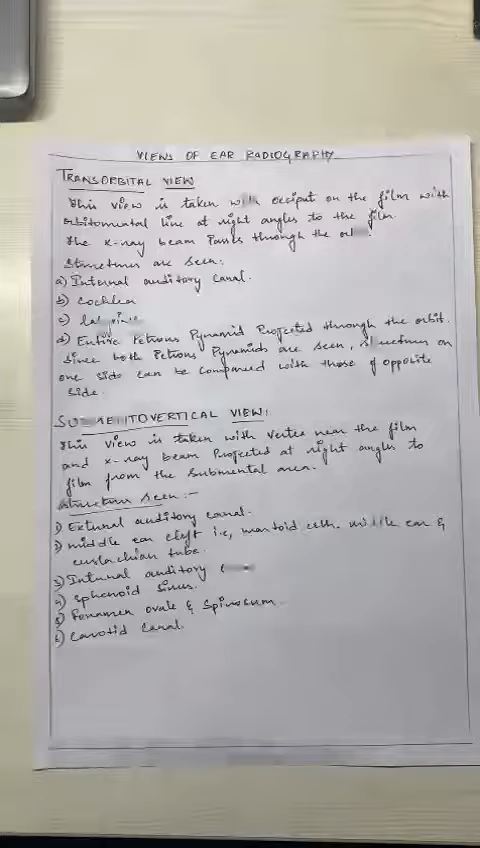 VIEWS OF EAR RADIOGRAPHY
TRANSORBITAL VIEW
This view is taken with occiput on the film with
orbitomental line at right angles to the film
the x-ray beam passes through the
Structures are seen:
a) Internal auditory canal.
b) Cochlea
c)
d) Entire Petrous Pyramid Projected through the orbit.
Since both Petrous Pyramids are seen, structures on
one side can be compared with those of opposite
side.
SUBMENTOVERTICAL VIEW:
This view is taken with vertex near the film
and x-ray beam Projected at right angles to
film from the submental area.
Structures seen:-
1) External auditory canal.
2) middle ear cleft i.e, mastoid cells. middle ear &
eustachian tube.
3) Internal auditory
4) Sphenoid sinus.
5) Foramen ovale & Spinosum.
6) Carotid Canal.